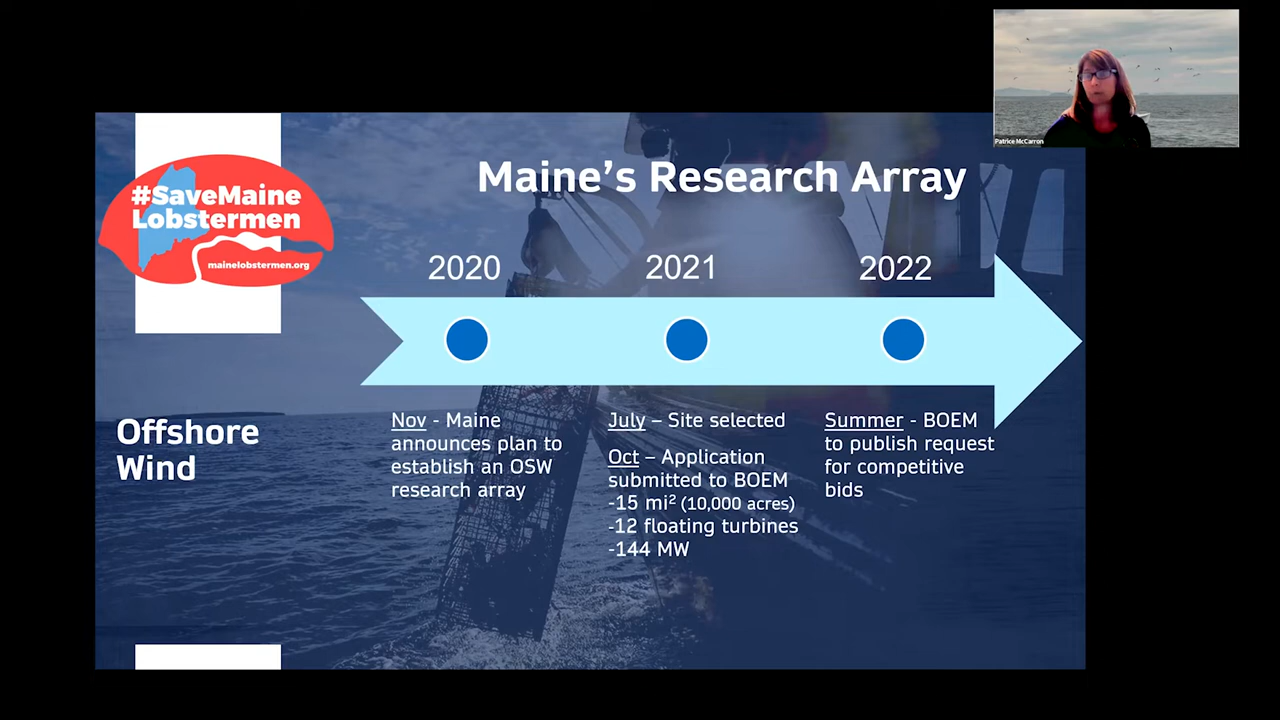 Patrice McCarron
#SaveMaine
Lobstermen
mainelobstermen.org
Maine’s Research Array
2020
2021
2022
Offshore
Wind
Nov - Maine
announces plan to
establish an OSW
research array
July – Site selected
Oct – Application
submitted to BOEM
-15 mi² (10,000 acres)
-12 floating turbines
-144 MW
Summer - BOEM
to publish request
for competitive
bids